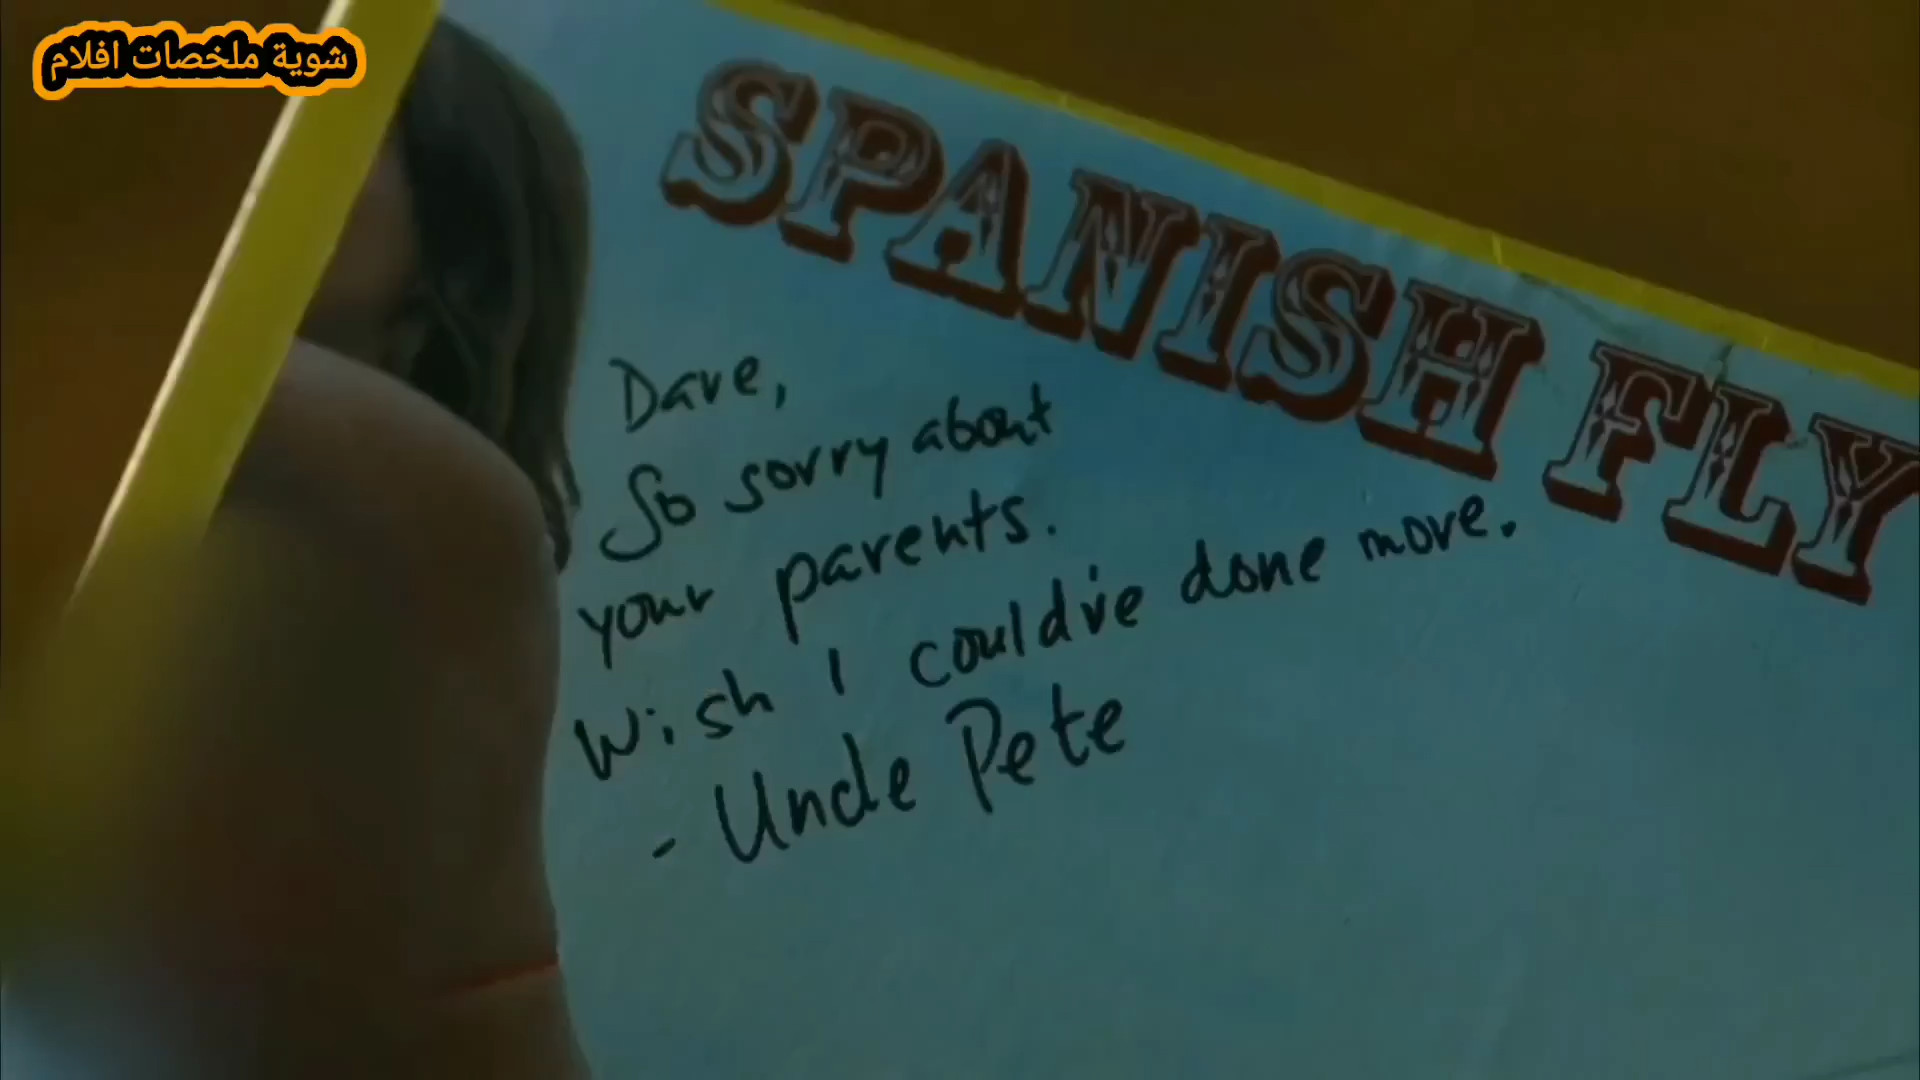 شوية ملخصات افلام
SPANISH FLY
Dave,
So sorry about
your parents.
Wish I could've done more.
- Uncle Pete